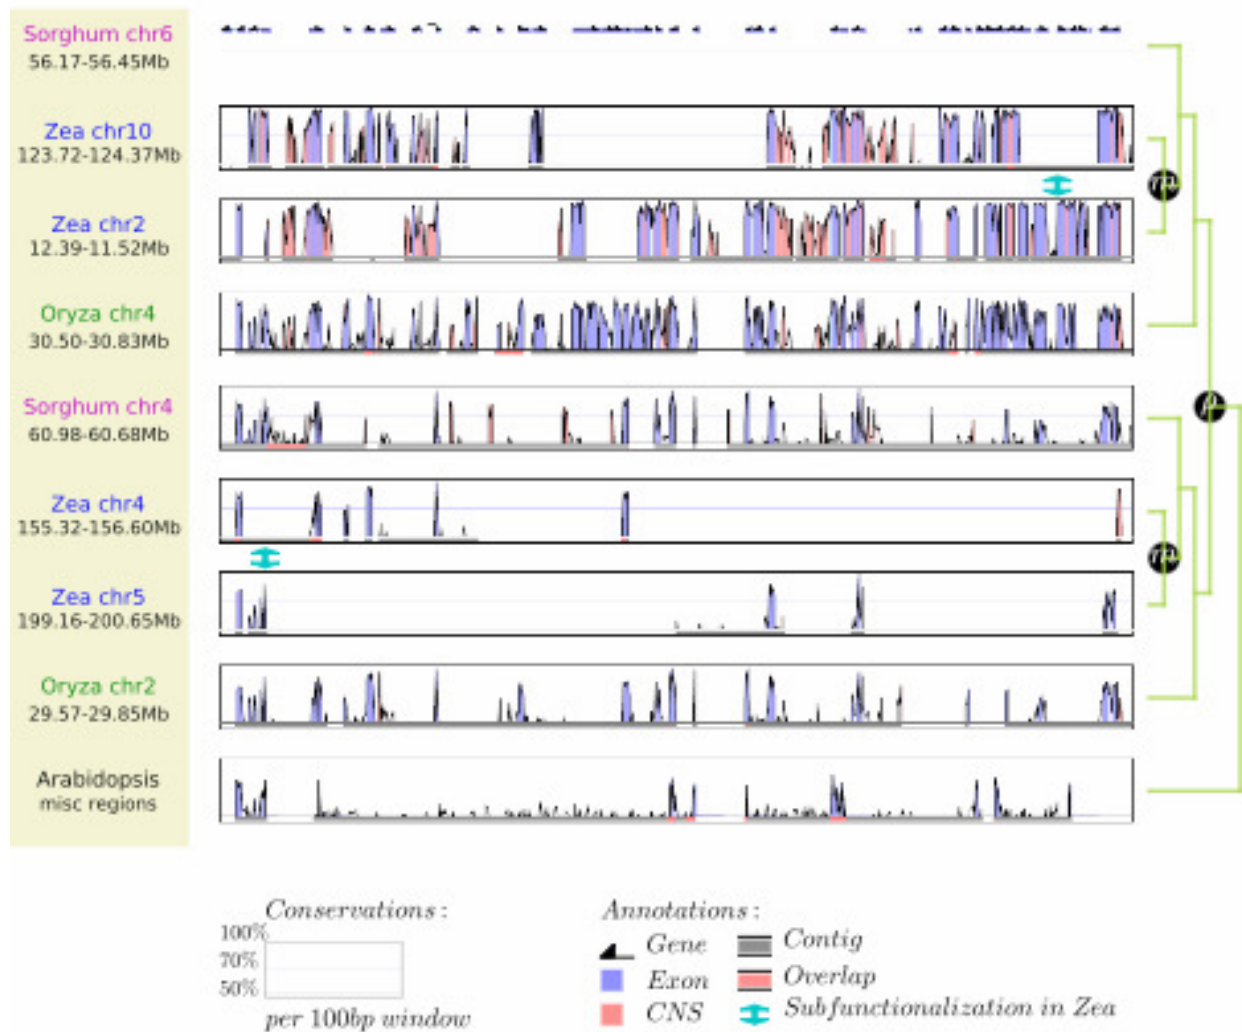 Sorghum chr6
56.17-56.45Mb
Zea chr10
123.72-124.37Mb
m
Zea chr2
12.39-11.52Mb
Oryza chr4
30.50-30.83Mb
Sorghum chr4
60.98-60.68Mb
μ
Zea chr4
155.32-156.60Mb
m
Zea chr5
199.16-200.65Mb
Oryza chr2
29.57-29.85Mb
Arabidopsis
misc regions
Conservations :
100%
70%
50%
per 100bp window
Annotations :
Gene
Contig
Exon
Overlap
CNS
Subfunctionalization in Zea